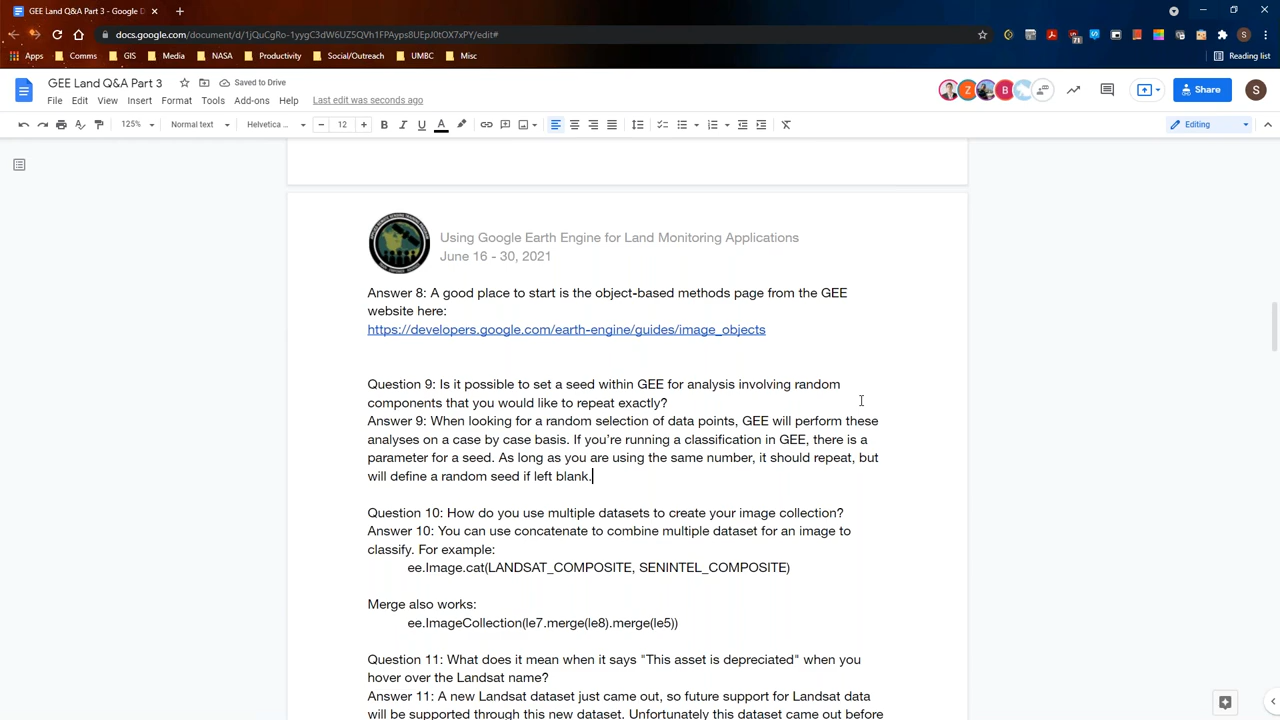 GEE Land Q&A Part 3 - Google D
docs.google.com/document/d/1jQuCgRo-1yygC3dW6UZ5QVh1FPAyps8UEpJ0tOX7xPY/edit#
Apps Comms GIS Media NASA Productivity Social/Outreach UMBC Misc Reading list
GEE Land Q&A Part 3 Saved to Drive
File Edit View Insert Format Tools Add-ons Help Last edit was seconds ago
Share
S
125% Normal text Helvetica ... 12 Editing
Using Google Earth Engine for Land Monitoring Applications
June 16 - 30, 2021
Answer 8: A good place to start is the object-based methods page from the GEE
website here:
https://developers.google.com/earth-engine/guides/image_objects
Question 9: Is it possible to set a seed within GEE for analysis involving random
components that you would like to repeat exactly?
Answer 9: When looking for a random selection of data points, GEE will perform these
analyses on a case by case basis. If you’re running a classification in GEE, there is a
parameter for a seed. As long as you are using the same number, it should repeat, but
will define a random seed if left blank.
Question 10: How do you use multiple datasets to create your image collection?
Answer 10: You can use concatenate to combine multiple dataset for an image to
classify. For example:
ee.Image.cat(LANDSAT_COMPOSITE, SENINTEL_COMPOSITE)
Merge also works:
ee.ImageCollection(le7.merge(le8).merge(le5))
Question 11: What does it mean when it says "This asset is depreciated" when you
hover over the Landsat name?
Answer 11: A new Landsat dataset just came out, so future support for Landsat data
will be supported through this new dataset. Unfortunately this dataset came out before